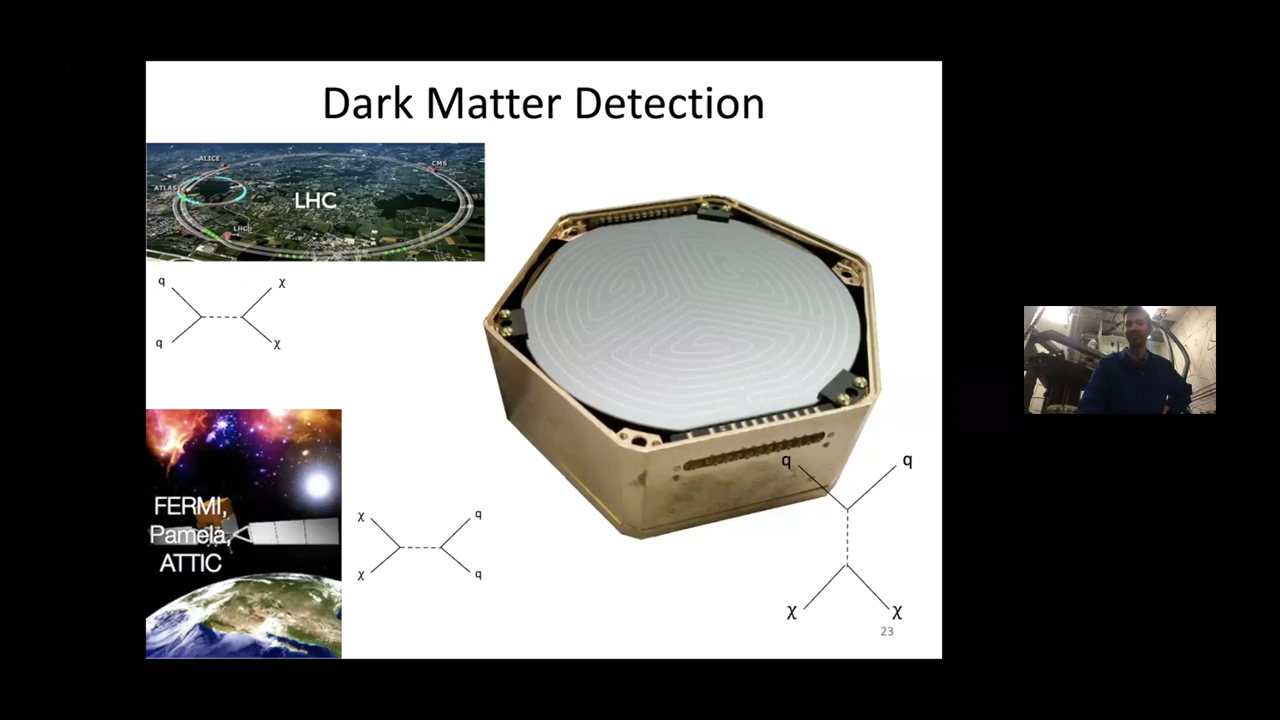 Dark Matter Detection
ALICE
CMS
ATLAS
LHC
LHCb
q
χ
q
χ
FERMI,
Pamela,
ATTIC
χ
q
χ
q
q
q
χ
χ
23